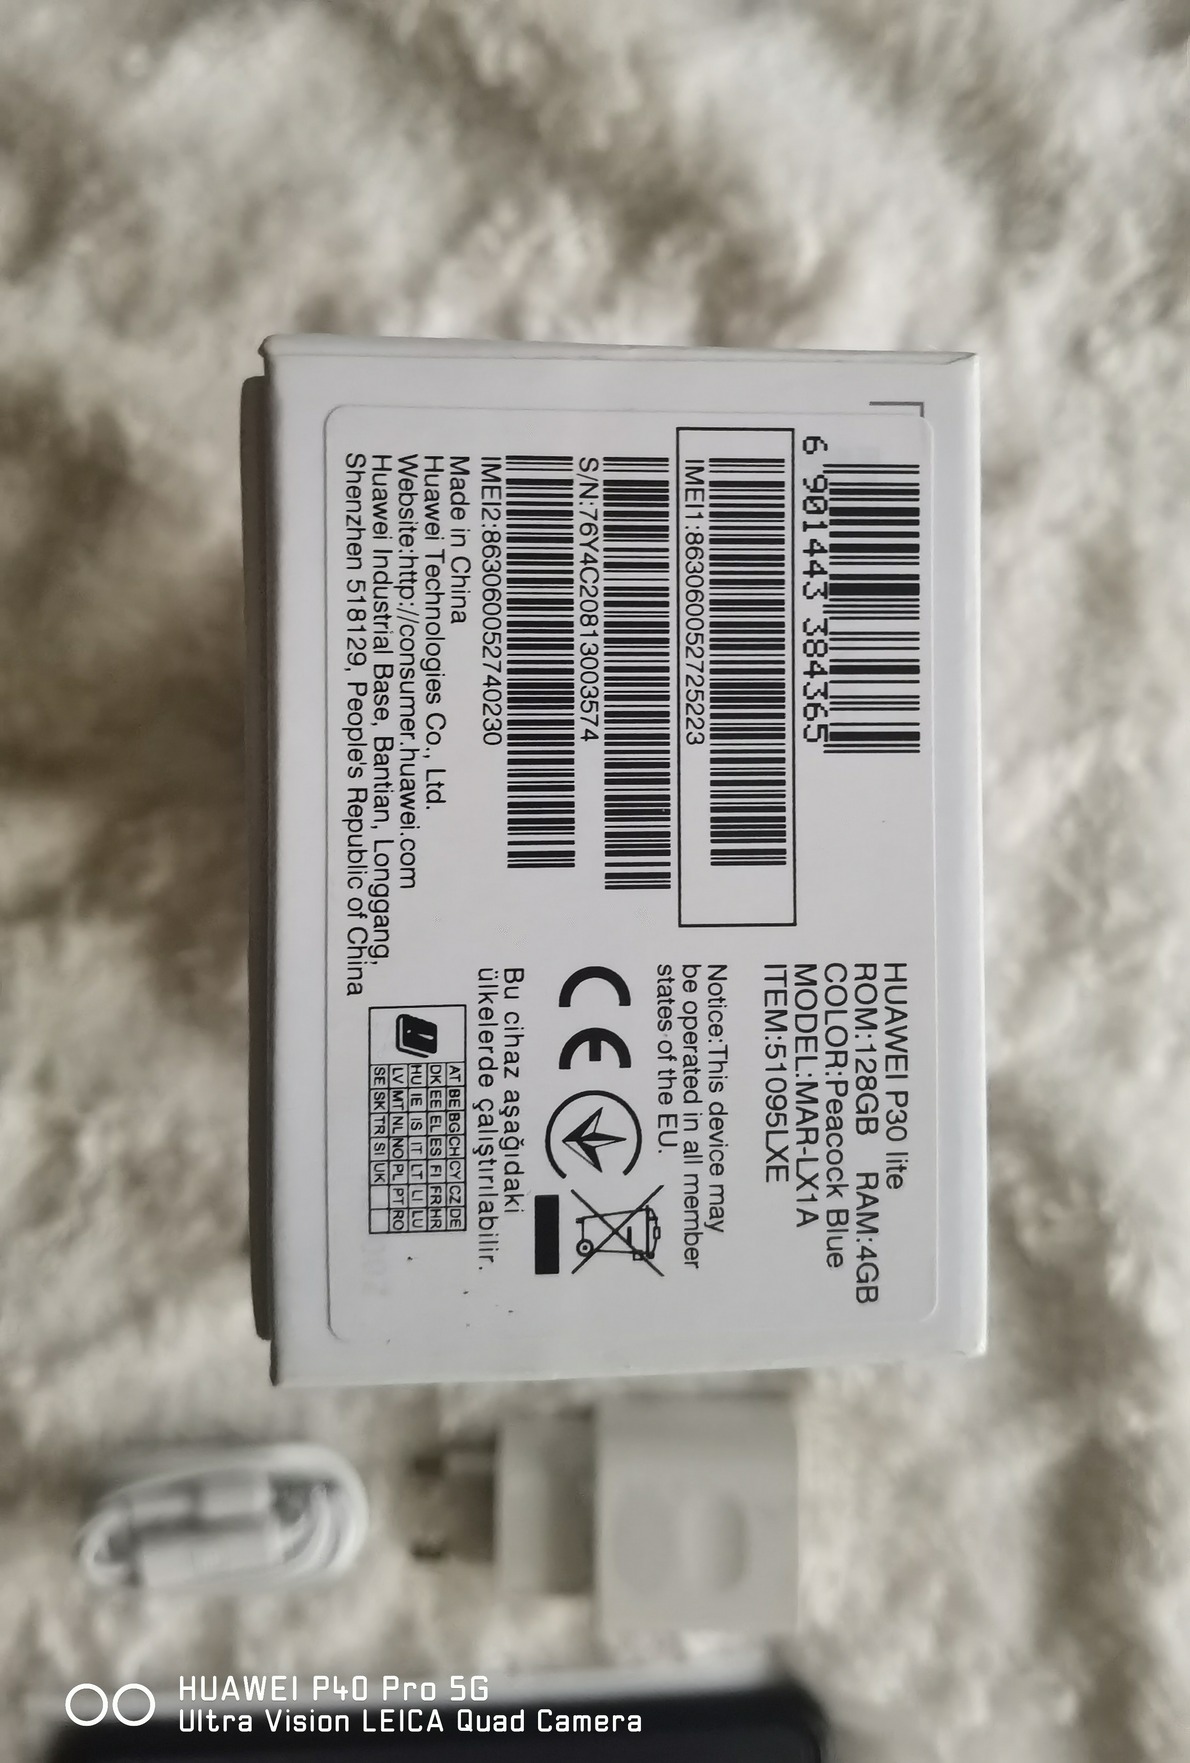 6 901443 384365
IMEI1:863060052725223
S/N:76Y4C20813003574
IMEI2:863060052740230
Made in China
Huawei Technologies Co., Ltd.
Website:http://consumer.huawei.com
Huawei Industrial Base, Bantian, Longgang,
Shenzhen 518129, People's Republic of China
HUAWEI P30 lite
ROM:128GB RAM:4GB
COLOR:Peacock Blue
MODEL:MAR-LX1A
ITEM:51095LXE
Notice:This device may
be operated in all member
states of the EU.
CE
Bu cihaz aşağıdaki
ülkelerde çalıştırılabilir.
AT BE BG CH CY CZ DE
DK EE EL ES FI FR HR
HU IE IS IT LT LI LU
LV MT NL NO PL PT RO
SE SK TR SI UK
HUAWEI P40 Pro 5G
Ultra Vision LEICA Quad Camera